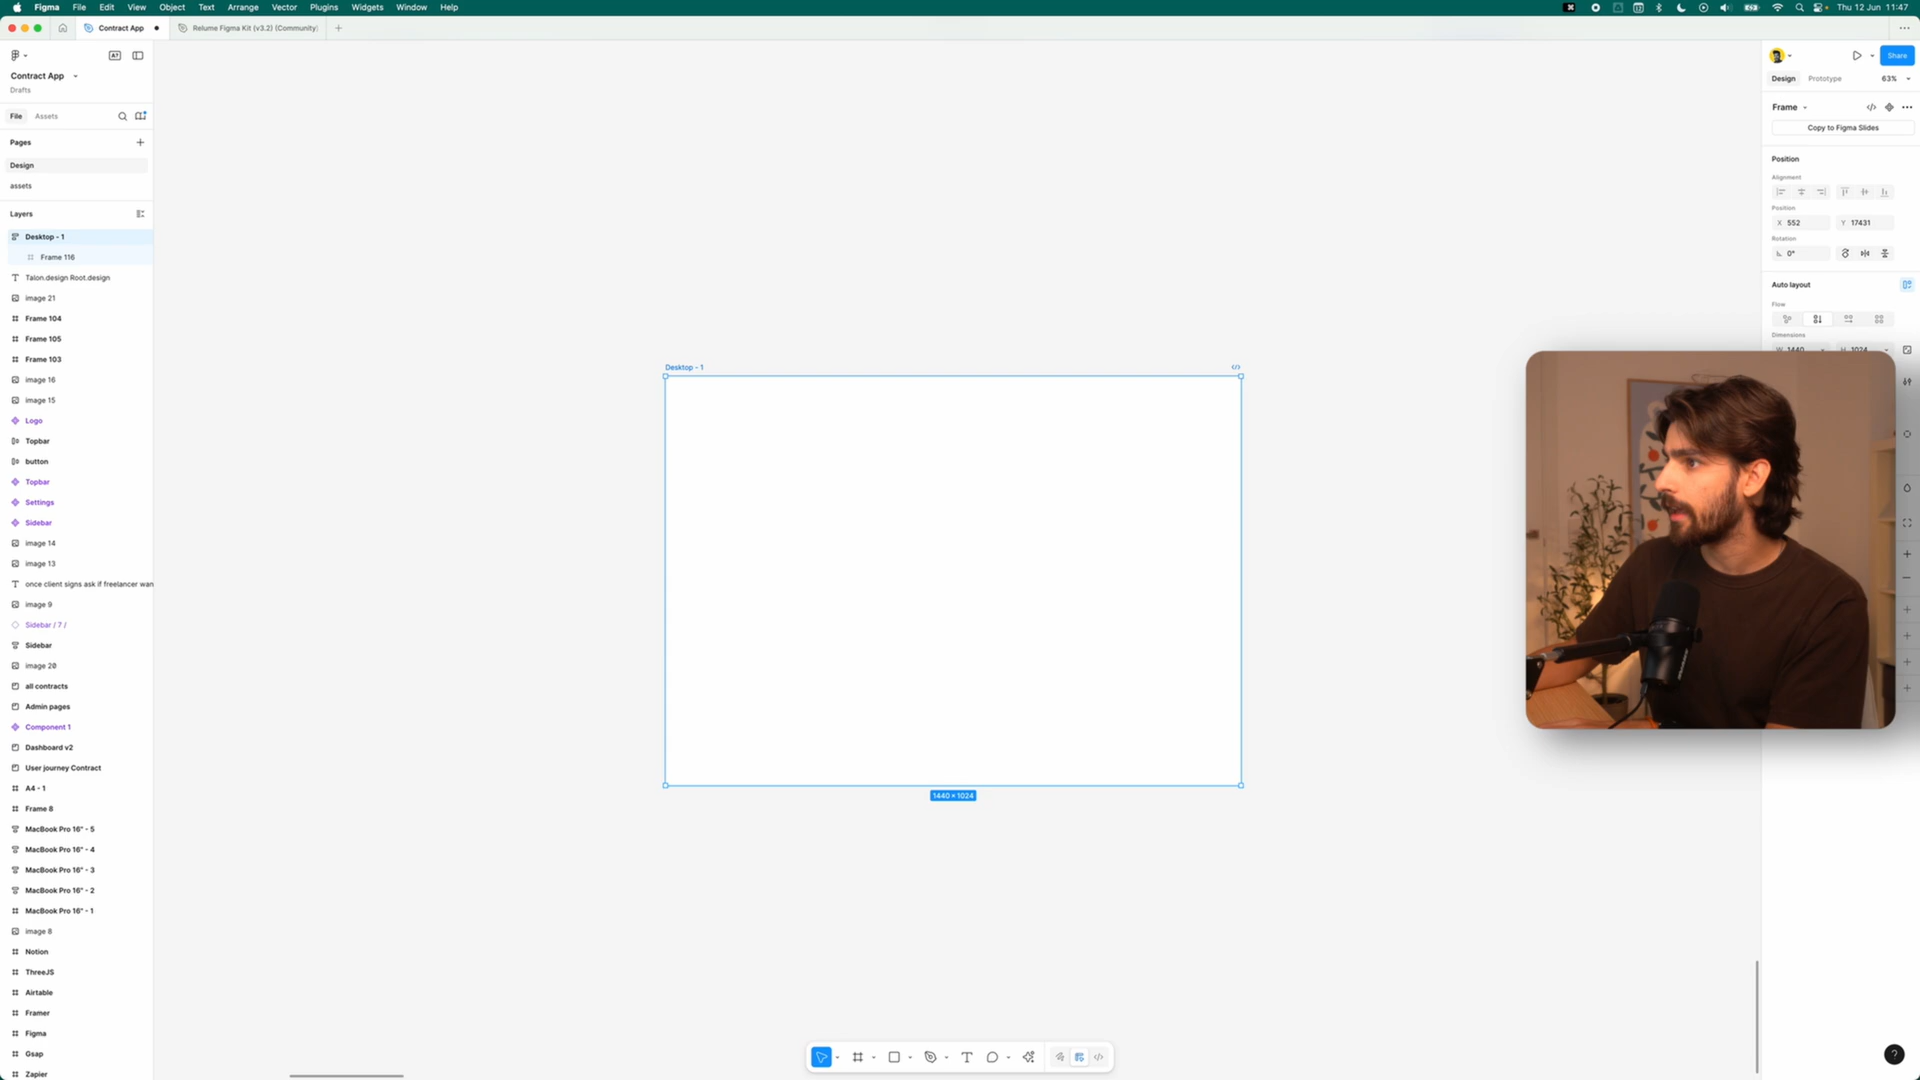 Figma File Edit View Object Text Arrange Vector Plugins Widgets Window Help Thu 12 Jun 11:47
Contract App Relume Figma Kit (v3.2) (Community)
Contract App
Drafts
Share
Design Prototype 63%
File Assets
Frame
Copy to Figma Slides
Pages
Design
assets
Position
Alignment
Position
X 552 Y 17431
Rotation
0°
Auto layout
Flow
Dimensions
W 1440 H 1024
Layers
Desktop - 1
Frame 116
Talon.design Root.design
image 21
Frame 104
Frame 105
Frame 103
image 16
image 15
Logo
Topbar
button
Topbar
Settings
Sidebar
image 14
image 13
once client signs ask if freelancer wan
image 9
Sidebar / 7 /
Sidebar
image 20
all contracts
Admin pages
Component 1
Dashboard v2
User journey Contract
A4 - 1
Frame 8
MacBook Pro 16" - 5
MacBook Pro 16" - 4
MacBook Pro 16" - 3
MacBook Pro 16" - 2
MacBook Pro 16" - 1
image 8
Notion
ThreeJS
Airtable
Framer
Figma
Gsap
Zapier
Desktop - 1
1440 × 1024